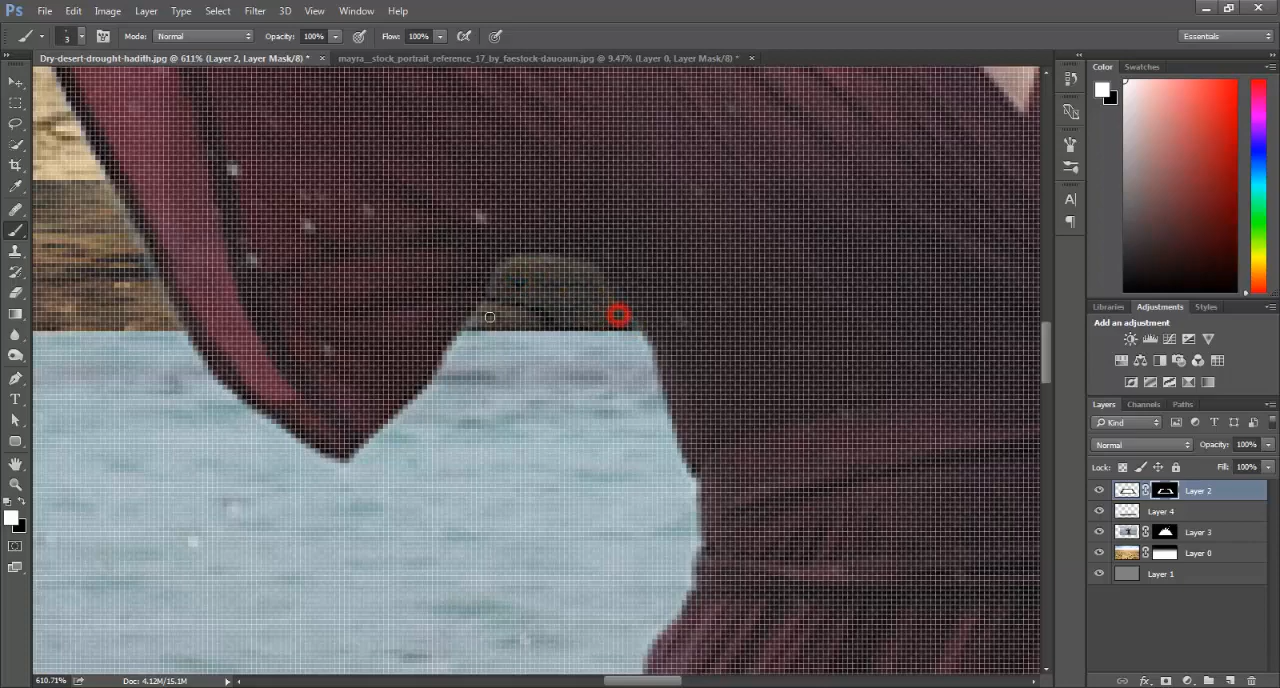 Ps File Edit Image Layer Type Select Filter 3D View Window Help
3 Mode: Normal Opacity: 100% Flow: 100% Essentials
Dry-desert-drought-hadith.jpg @ 611% (Layer 2, Layer Mask/8) * × mayra__stock_portrait_reference_17_by_faestock-dauoaun.jpg @ 9.47% (Layer 0, Layer Mask/8) * ×
Color Swatches
Libraries Adjustments Styles
Add an adjustment
Layers Channels Paths
Kind
Normal Opacity: 100%
Lock: Fill: 100%
Layer 2
Layer 4
Layer 3
Layer 0
Layer 1
610.71% Doc: 4.12M/15.1M